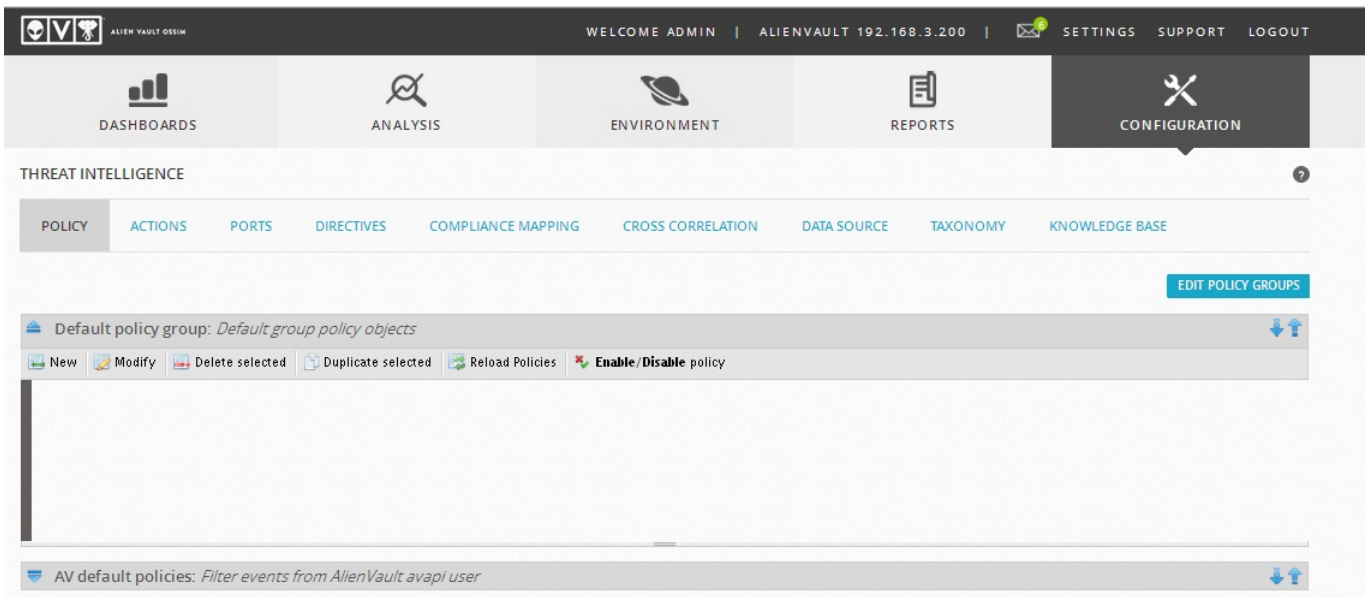 ALIEN VAULT OSSIM
WELCOME ADMIN | ALIENVAULT 192.168.3.200 | 6 SETTINGS SUPPORT LOGOUT
DASHBOARDS ANALYSIS ENVIRONMENT REPORTS CONFIGURATION
THREAT INTELLIGENCE ?
POLICY ACTIONS PORTS DIRECTIVES COMPLIANCE MAPPING CROSS CORRELATION DATA SOURCE TAXONOMY KNOWLEDGE BASE
EDIT POLICY GROUPS
Default policy group: Default group policy objects
New Modify Delete selected Duplicate selected Reload Policies Enable/Disable policy
AV default policies: Filter events from AlienVault avapi user